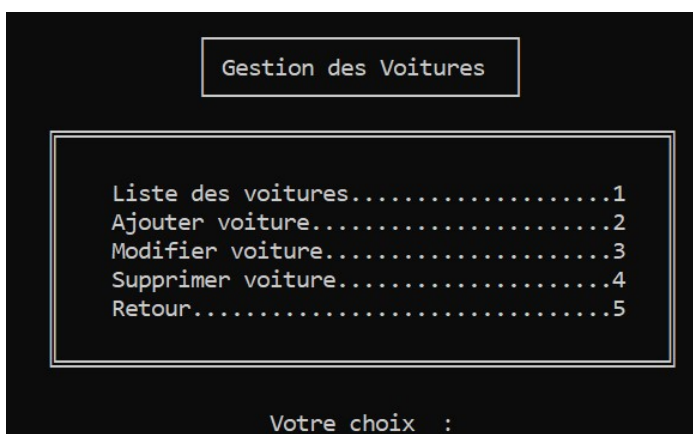 Gestion des Voitures
Liste des voitures....................1
Ajouter voiture.......................2
Modifier voiture......................3
Supprimer voiture.....................4
Retour................................5
Votre choix  :